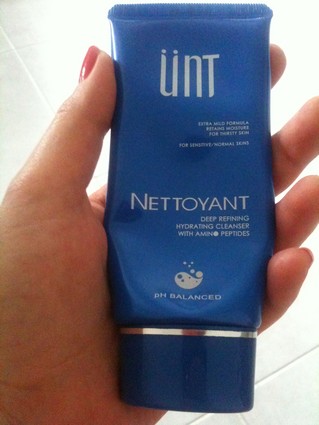 ünt
EXTRA MILD FORMULA
RETAINS MOISTURE
FOR THIRSTY SKIN
FOR SENSITIVE/NORMAL SKINS
NETTOYANT
DEEP REFINING
HYDRATING CLEANSER
WITH AMINO PEPTIDES
pH BALANCED